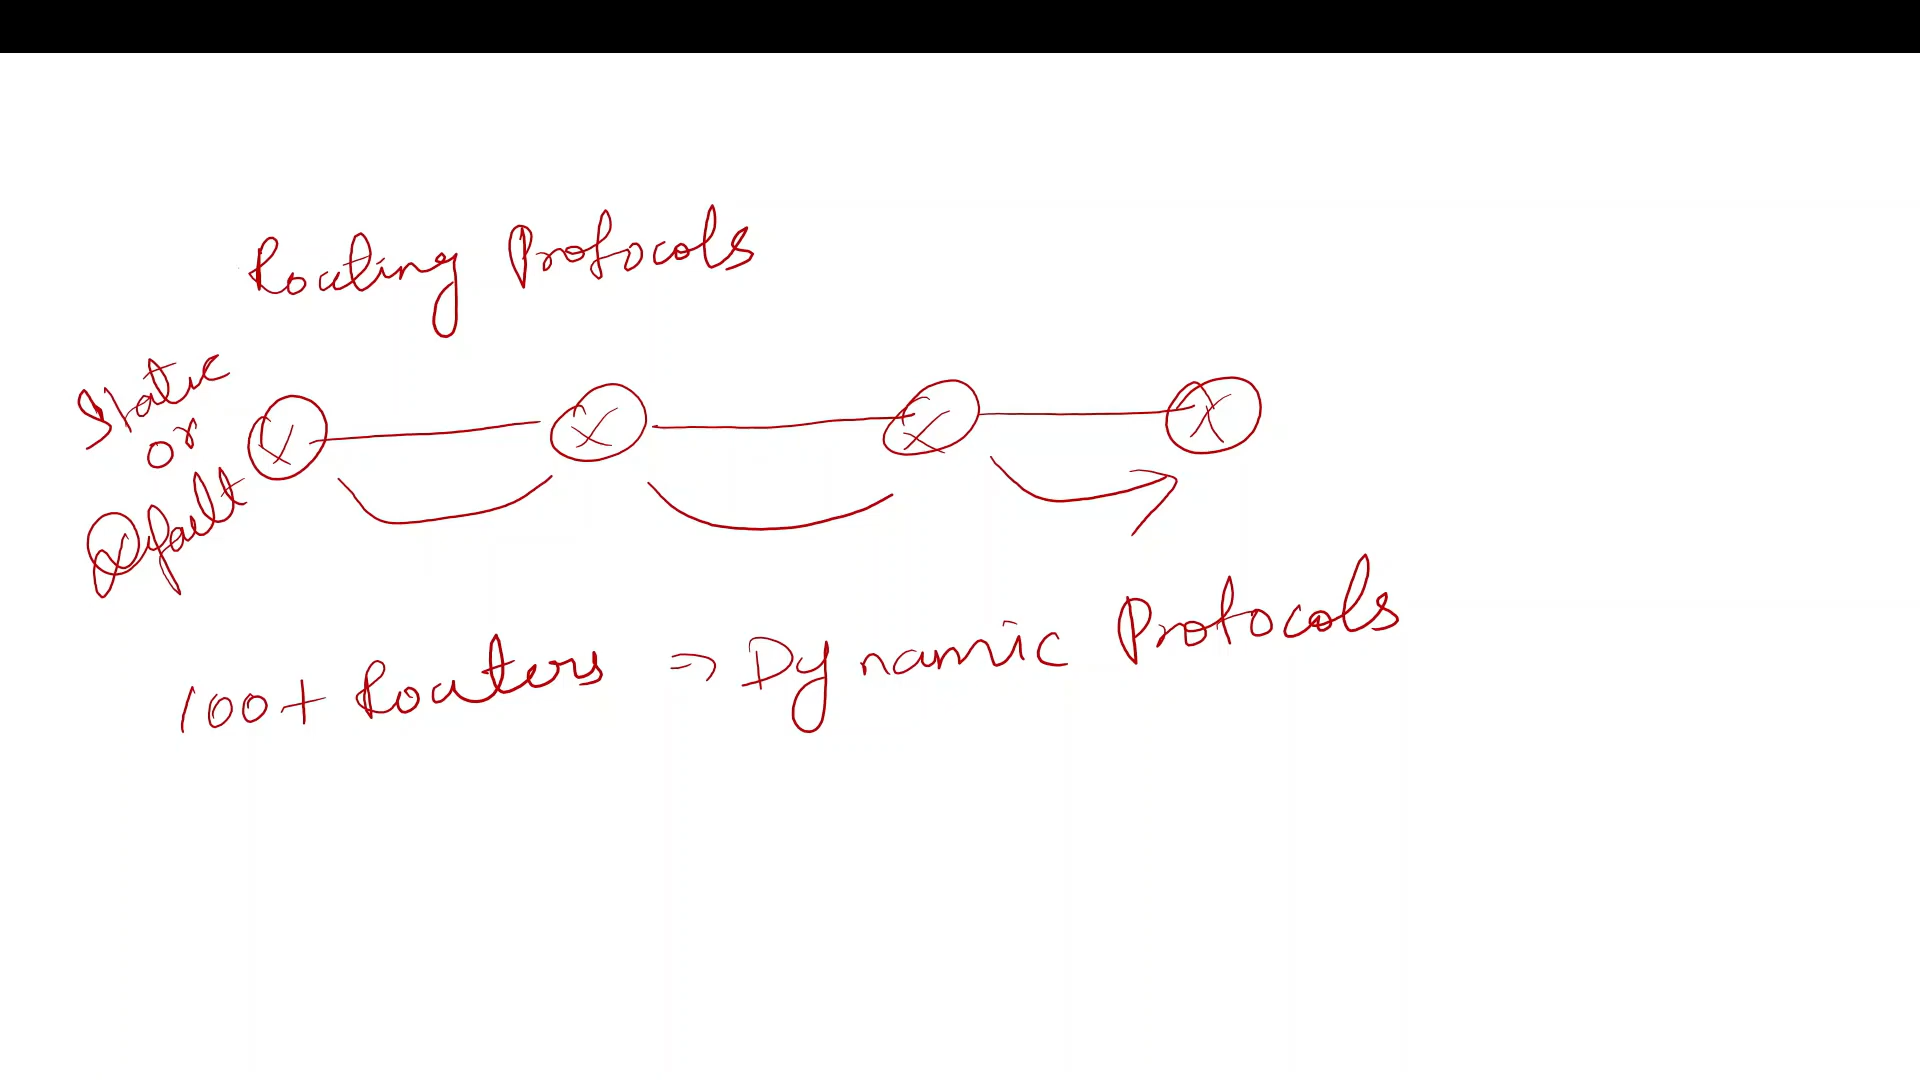 Routing Protocols
Static
or
Default
100+ Routers => Dynamic Protocols